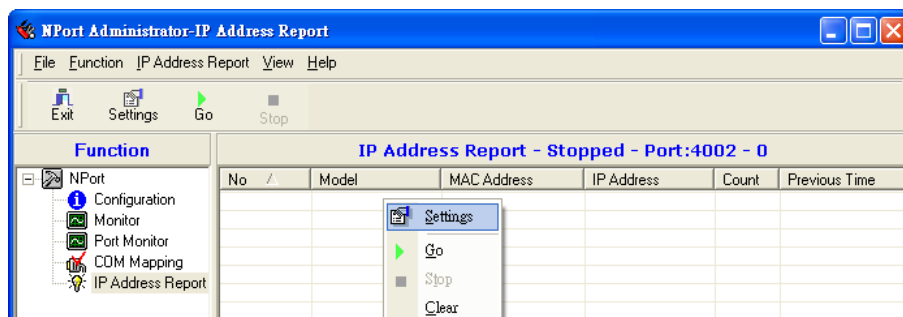 NPort Administrator-IP Address Report
File Function IP Address Report View Help
Exit Settings Go Stop
Function
IP Address Report - Stopped - Port:4002 - 0
No Model MAC Address IP Address Count Previous Time
NPort
Configuration
Monitor
Port Monitor
COM Mapping
IP Address Report
Settings
Go
Stop
Clear